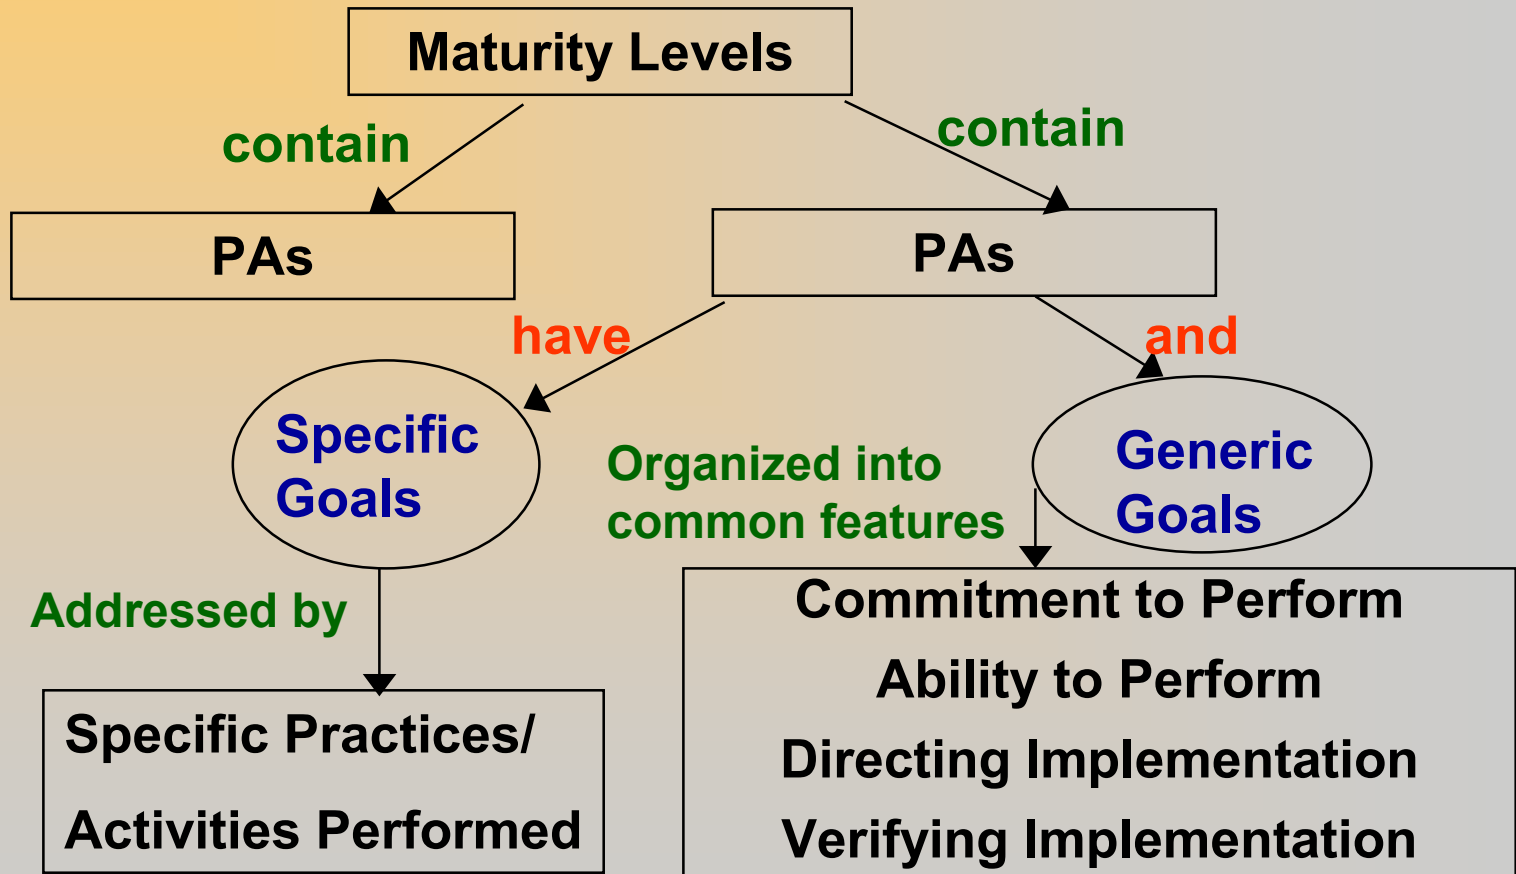 Maturity Levels
contain
contain
PAs
PAs
have
and
Specific
Goals
Organized into
common features
Generic
Goals
Addressed by
Specific Practices/
Activities Performed
Commitment to Perform
Ability to Perform
Directing Implementation
Verifying Implementation